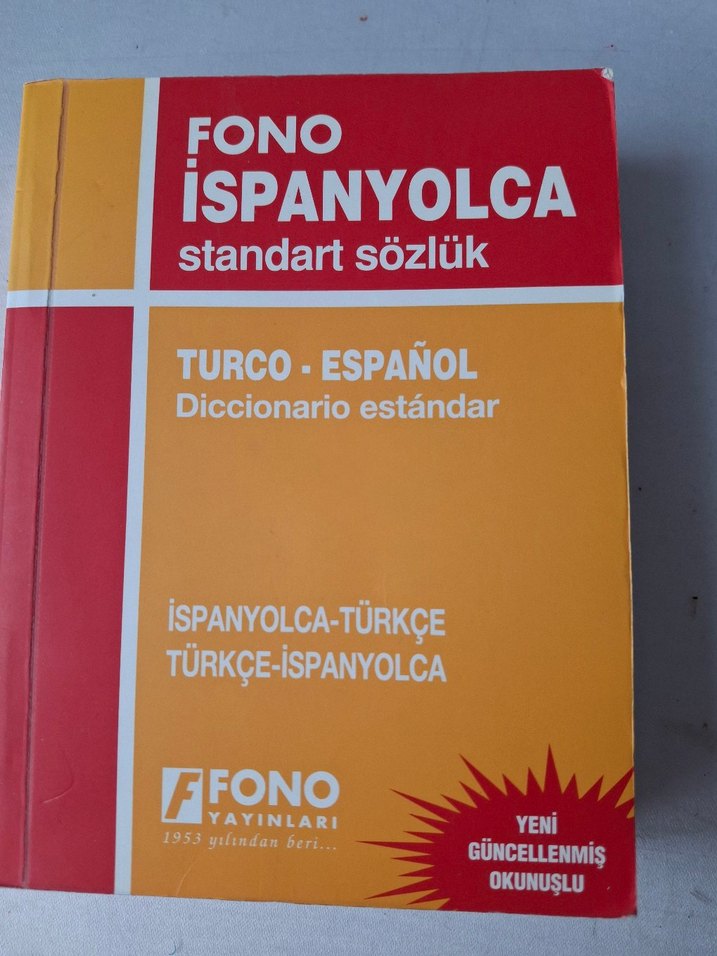 FONO
İSPANYOLCA
standart sözlük
TURCO - ESPAÑOL
Diccionario estándar
İSPANYOLCA-TÜRKÇE
TÜRKÇE-İSPANYOLCA
F FONO
YAYINLARI
1953 yılından beri...
YENİ
GÜNCELLENMİŞ
OKUNUŞLU